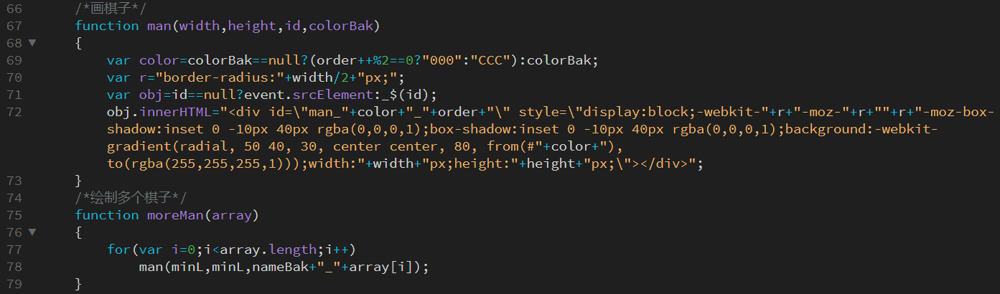 66 /*画棋子*/
67 function man(width,height,id,colorBak)
68 ▼ {
69 var color=colorBak==null?(order++%2==0?"000":"CCC"):colorBak;
70 var r="border-radius:"+width/2+"px;";
71 var obj=id==null?event.srcElement:_$(id);
72 obj.innerHTML="<div id=\"man_"+color+"_"+order+"\" style=\"display:block;-webkit-"+r+"-moz-"+r+""+r+"-moz-box-
shadow:inset 0 -10px 40px rgba(0,0,0,1);box-shadow:inset 0 -10px 40px rgba(0,0,0,1);background:-webkit-
gradient(radial, 50 40, 30, center center, 80, from(#"+color+"),
to(rgba(255,255,255,1)));width:"+width+"px;height:"+height+"px;\"></div>";
73 }
74 /*绘制多个棋子*/
75 function moreMan(array)
76 ▼ {
77 for(var i=0;i<array.length;i++)
78 man(minL,minL,nameBak+"_"+array[i]);
79 }